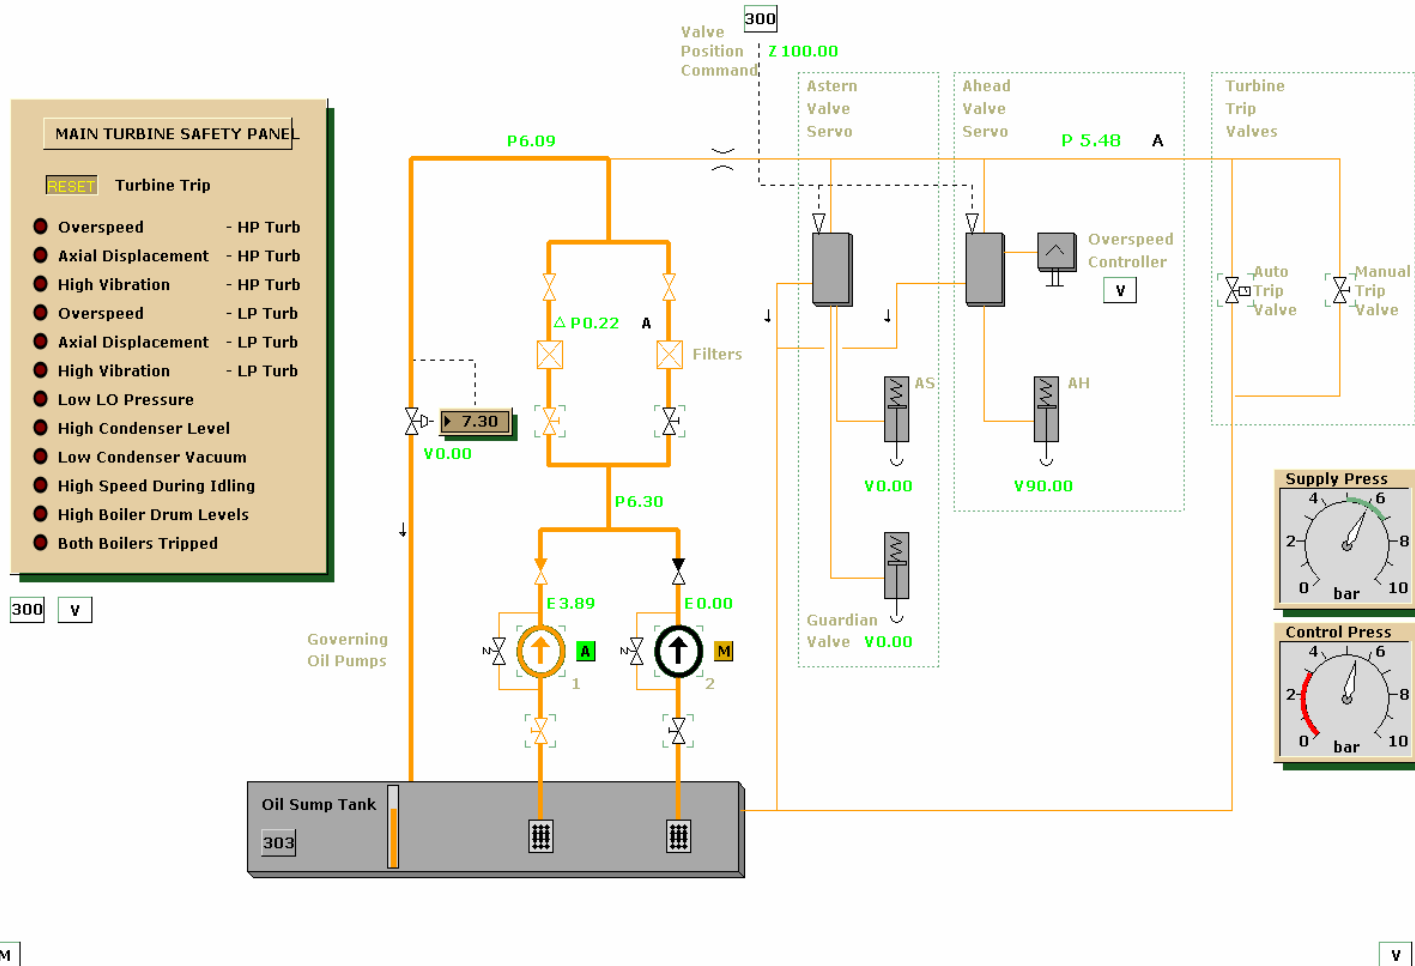 300
Valve
Position
Command
Z 100.00
Astern
Valve
Servo
Ahead
Valve
Servo
Turbine
Trip
Valves
MAIN TURBINE SAFETY PANEL
P6.09
P 5.48 A
RESET Turbine Trip
Overspeed - HP Turb
Axial Displacement - HP Turb
High Vibration - HP Turb
Overspeed - LP Turb
Axial Displacement - LP Turb
High Vibration - LP Turb
Low LO Pressure
High Condenser Level
Low Condenser Vacuum
High Speed During Idling
High Boiler Drum Levels
Both Boilers Tripped
300 V
Overspeed
Controller
V
Auto
Trip
Valve
Manual
Trip
Valve
P0.22 A
Filters
7.30
V0.00
AS
AH
V0.00
V90.00
P6.30
E3.89
E0.00
Governing
Oil Pumps
A
1
M
2
Guardian
Valve V0.00
Supply Press
4 6
2 8
0 bar 10
Control Press
4 6
2 8
0 bar 10
Oil Sump Tank
303
M
V